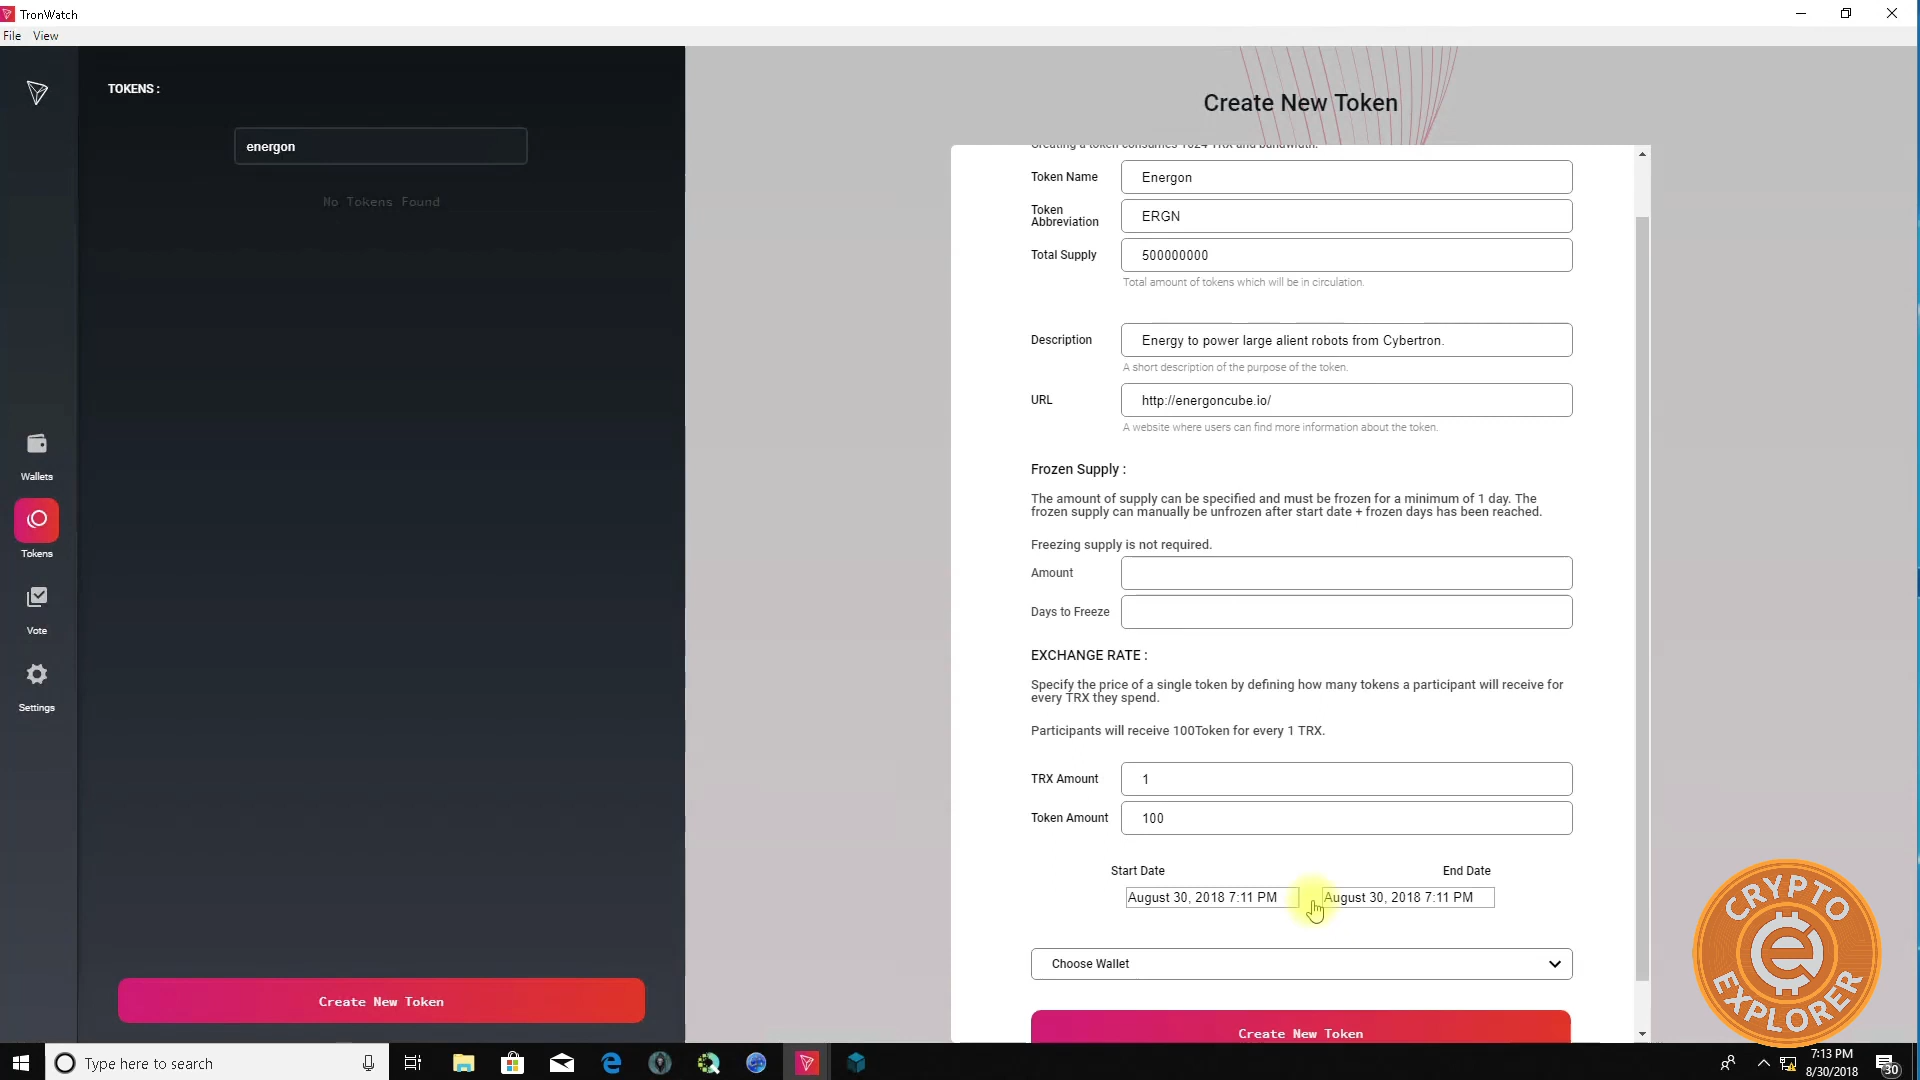 TronWatch
File View
TOKENS :
energon
No Tokens Found
Wallets
Tokens
Vote
Settings
Create New Token
Create New Token
Creating a token consumes 1024 TRX and bandwidth.
Token Name
Energon
Token
Abbreviation
ERGN
Total Supply
500000000
Total amount of tokens which will be in circulation.
Description
Energy to power large alient robots from Cybertron.
A short description of the purpose of the token.
URL
http://energoncube.io/
A website where users can find more information about the token.
Frozen Supply :
The amount of supply can be specified and must be frozen for a minimum of 1 day. The
frozen supply can manually be unfrozen after start date + frozen days has been reached.
Freezing supply is not required.
Amount
Days to Freeze
EXCHANGE RATE :
Specify the price of a single token by defining how many tokens a participant will receive for
every TRX they spend.
Participants will receive 100Token for every 1 TRX.
TRX Amount
1
Token Amount
100
Start Date
End Date
August 30, 2018 7:11 PM
August 30, 2018 7:11 PM
Choose Wallet
Create New Token
CRYPTO
EXPLORER
Type here to search
7:13 PM
8/30/2018
30